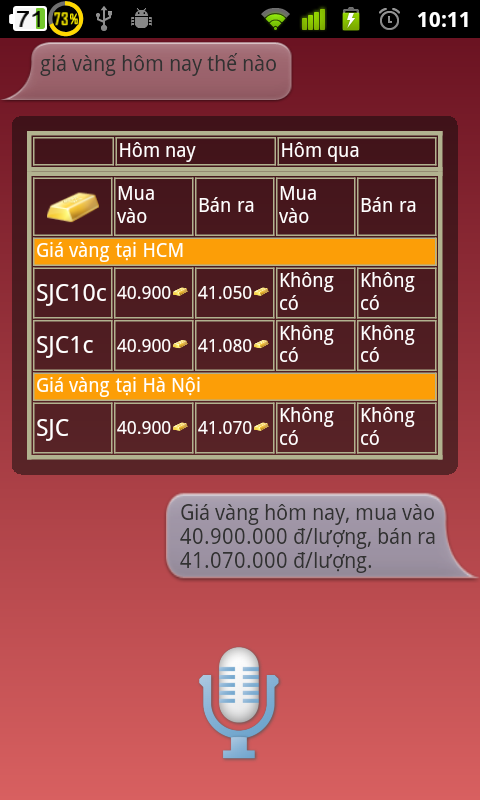 71 73% 10:11
giá vàng hôm nay thế nào
Hôm nay Hôm qua
Mua vào Bán ra Mua vào Bán ra
Giá vàng tại HCM
SJC10c 40.900 41.050 Không có Không có
SJC1c 40.900 41.080 Không có Không có
Giá vàng tại Hà Nội
SJC 40.900 41.070 Không có Không có
Giá vàng hôm nay, mua vào
40.900.000 đ/lượng, bán ra
41.070.000 đ/lượng.